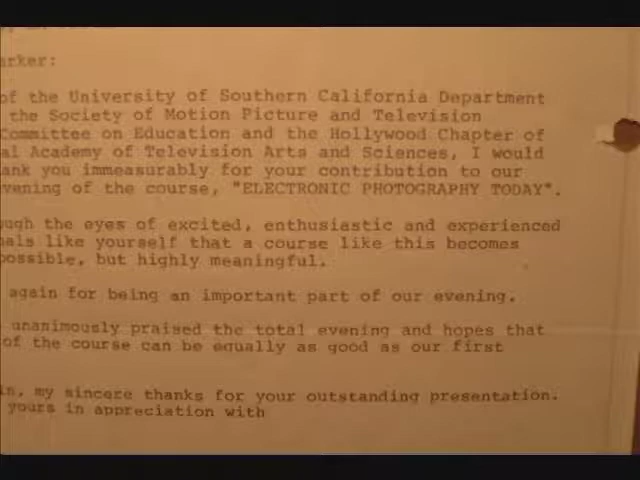 arker:
of the University of Southern California Department
the Society of Motion Picture and Television
Committee on Education and the Hollywood Chapter of
al Academy of Television Arts and Sciences, I would
ank you immeasurably for your contribution to our
vening of the course, "ELECTRONIC PHOTOGRAPHY TODAY".
ugh the eyes of excited, enthusiastic and experienced
nals like yourself that a course like this becomes
possible, but highly meaningful.
again for being an important part of our evening.
unanimously praised the total evening and hopes that
of the course can be equally as good as our first
in, my sincere thanks for your outstanding presentation.
yours in appreciation with